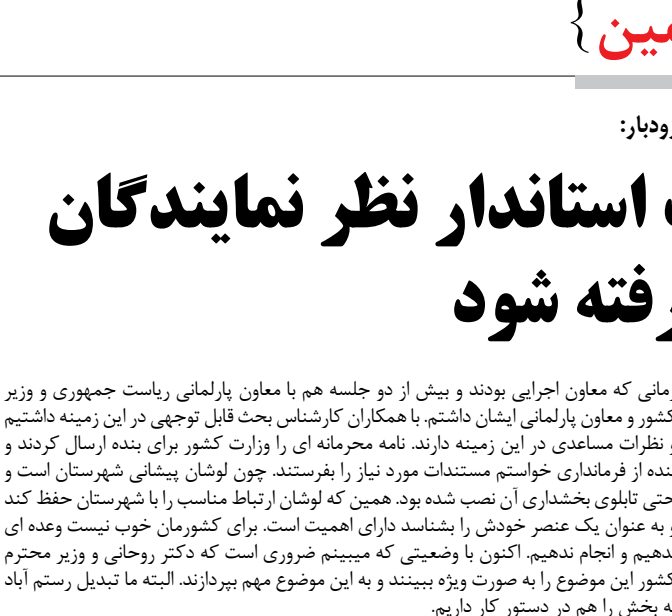 مین {
رودبار:
استاندار نظر نمایندگان
رفته شود
زمانی که معاون اجرایی بودند و بیش از دو جلسه هم با معاون پارلمانی ریاست جمهوری و وزیر
کشور و معاون پارلمانی ایشان داشتم. با همکاران کارشناس بحث قابل توجهی در این زمینه داشتیم
و نظرات مساعدی در این زمینه دارند. نامه محرمانه ای را وزارت کشور برای بنده ارسال کردند و
بنده از فرمانداری خواستم مستندات مورد نیاز را بفرستند. چون لوشان پیشانی شهرستان است و
حتی تابلوی بخشداری آن نصب شده بود. همین که لوشان ارتباط مناسب را با شهرستان حفظ کند
و به عنوان یک عنصر خودش را بشناسد دارای اهمیت است. برای کشورمان خوب نیست وعده ای
بدهیم و انجام ندهیم. اکنون با وضعیتی که میبینم ضروری است که دکتر روحانی و وزیر محترم
کشور این موضوع را به صورت ویژه ببینند و به این موضوع مهم بپردازند. البته ما تبدیل رستم آباد
به بخش را هم در دستور کار داریم.